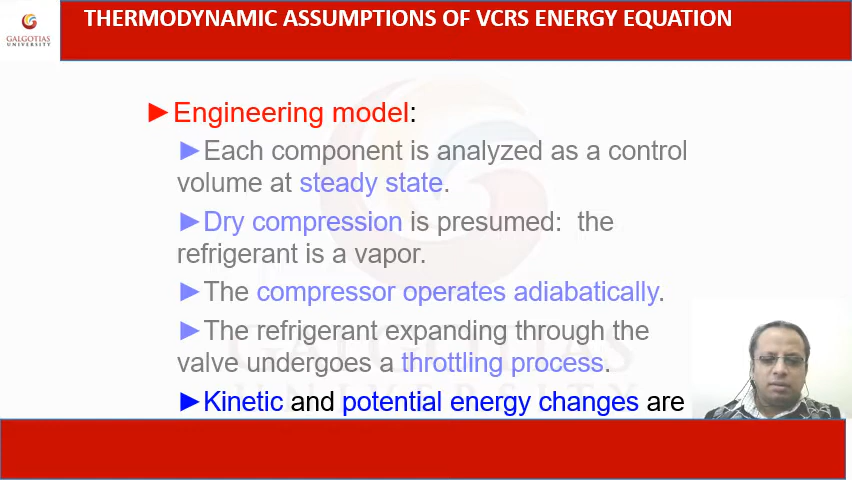 THERMODYNAMIC ASSUMPTIONS OF VCRS ENERGY EQUATION
GALGOTIAS
UNIVERSITY
►Engineering model:
►Each component is analyzed as a control
volume at steady state.
►Dry compression is presumed: the
refrigerant is a vapor.
►The compressor operates adiabatically.
►The refrigerant expanding through the
valve undergoes a throttling process.
►Kinetic and potential energy changes are
GALGOTIAS
UNIVERSITY